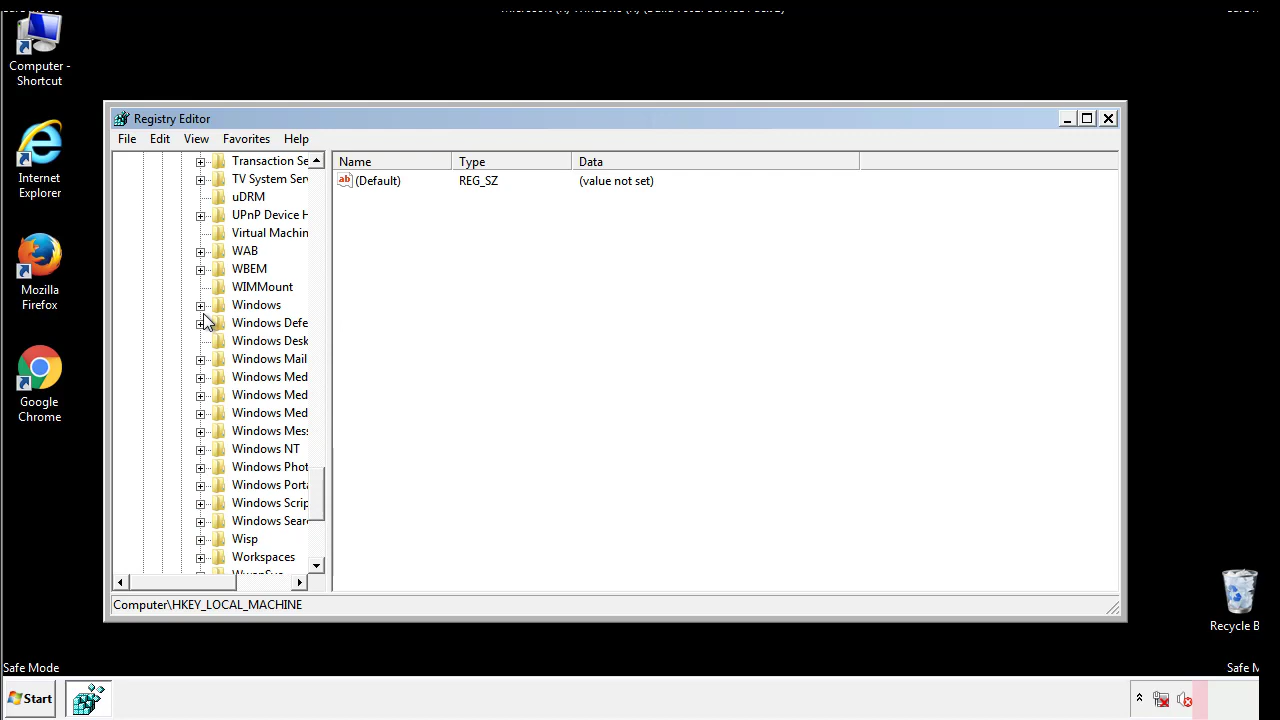 Computer -
Shortcut
Internet
Explorer
Mozilla
Firefox
Google
Chrome
Registry Editor
File Edit View Favorites Help
Transaction Se
TV System Ser
uDRM
UPnP Device H
Virtual Machin
WAB
WBEM
WIMMount
Windows
Windows Defe
Windows Desk
Windows Mail
Windows Med
Windows Med
Windows Med
Windows Mess
Windows NT
Windows Phot
Windows Porta
Windows Scrip
Windows Sear
Wisp
Workspaces
Name Type Data
(Default) REG_SZ (value not set)
Computer\HKEY_LOCAL_MACHINE
Recycle B
Safe Mode
Safe M
Start